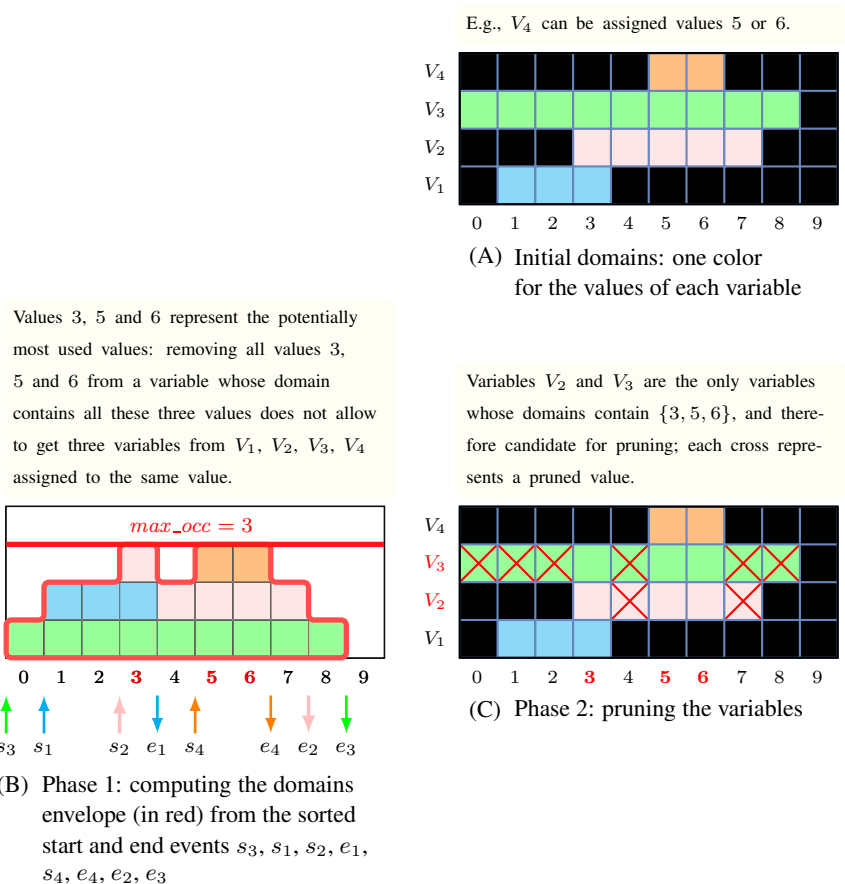 E.g., V4 can be assigned values 5 or 6.
V4
V3
V2
V1
0 1 2 3 4 5 6 7 8 9
(A) Initial domains: one color
for the values of each variable
Values 3, 5 and 6 represent the potentially
most used values: removing all values 3,
5 and 6 from a variable whose domain
contains all these three values does not allow
to get three variables from V1, V2, V3, V4
assigned to the same value.
max_occ = 3
0 1 2 3 4 5 6 7 8 9
s3 s1 s2 e1 s4 e4 e2 e3
(B) Phase 1: computing the domains
envelope (in red) from the sorted
start and end events s3, s1, s2, e1,
s4, e4, e2, e3
Variables V2 and V3 are the only variables
whose domains contain {3, 5, 6}, and there-
fore candidate for pruning; each cross repre-
sents a pruned value.
V4
V3
V2
V1
0 1 2 3 4 5 6 7 8 9
(C) Phase 2: pruning the variables